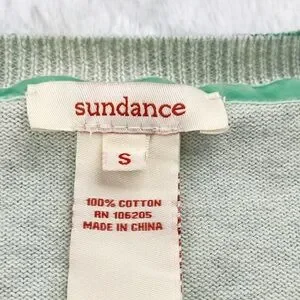 sundance
S
100% COTTON
RN 106205
MADE IN CHINA